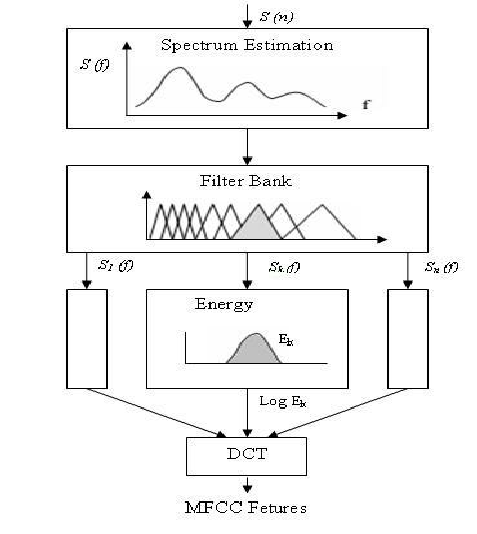 S(n)
Spectrum Estimation
S(f)
f
Filter Bank
S1(f)
Sk(f)
Sn(f)
Energy
Ek
Log Ek
DCT
MFCC Fetures